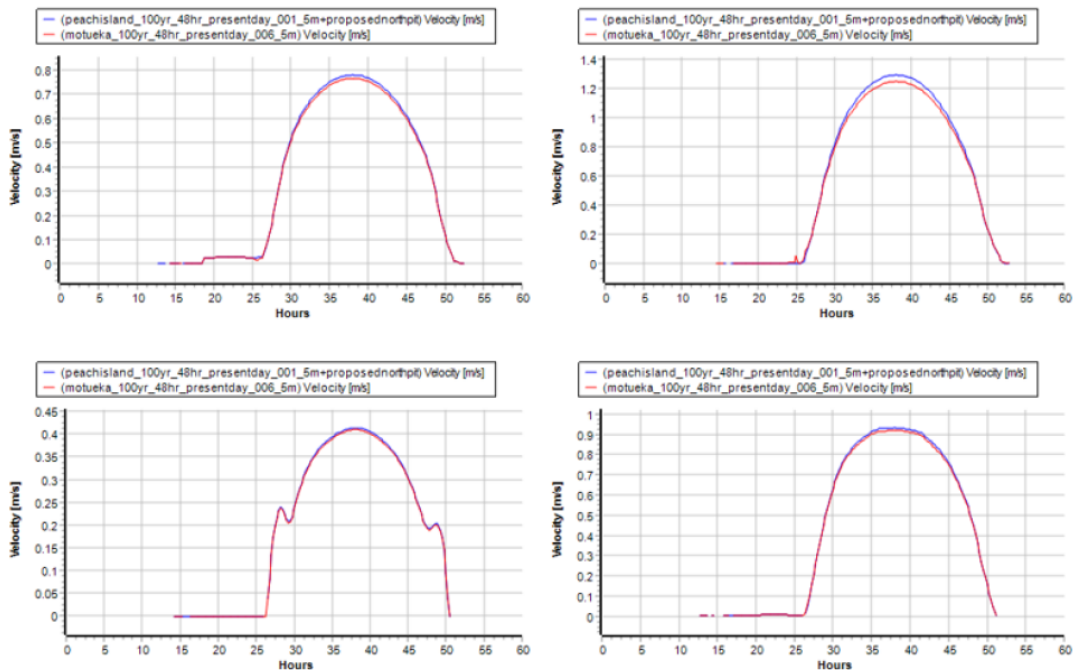 (peachisland_100yr_48hr_presentday_001_5m+proposednorthpit) Velocity [m/s]
(motueka_100yr_48hr_presentday_006_5m) Velocity [m/s]
0.8
0.7
0.6
0.5
0.4
0.3
0.2
0.1
0
Velocity [m/s]
0 5 10 15 20 25 30 35 40 45 50 55 60
Hours
(peachisland_100yr_48hr_presentday_001_5m+proposednorthpit) Velocity [m/s]
(motueka_100yr_48hr_presentday_006_5m) Velocity [m/s]
1.4
1.2
1
0.8
0.6
0.4
0.2
0
Velocity [m/s]
0 5 10 15 20 25 30 35 40 45 50 55 60
Hours
(peachisland_100yr_48hr_presentday_001_5m+proposednorthpit) Velocity [m/s]
(motueka_100yr_48hr_presentday_006_5m) Velocity [m/s]
0.45
0.4
0.35
0.3
0.25
0.2
0.15
0.1
0.05
0
Velocity [m/s]
0 5 10 15 20 25 30 35 40 45 50 55 60
Hours
(peachisland_100yr_48hr_presentday_001_5m+proposednorthpit) Velocity [m/s]
(motueka_100yr_48hr_presentday_006_5m) Velocity [m/s]
1
0.9
0.8
0.7
0.6
0.5
0.4
0.3
0.2
0.1
0
Velocity [m/s]
0 5 10 15 20 25 30 35 40 45 50 55 60
Hours